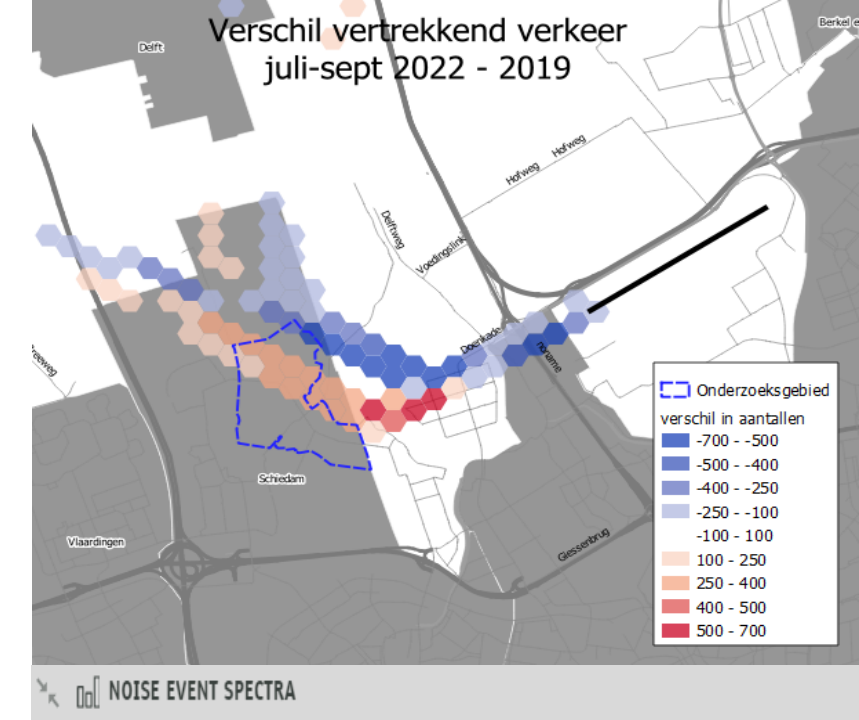 Verschil vertrekkend verkeer
juli-sept 2022 - 2019
Delft
Berkel e
Hofweg
Hofweg
Delftweg
Voedingslink
Doenkade
noname
reeweg
Schiedam
Vlaardingen
Giessenbrug
Onderzoeksgebied
verschil in aantallen
-700 - -500
-500 - -400
-400 - -250
-250 - -100
-100 - 100
100 - 250
250 - 400
400 - 500
500 - 700
NOISE EVENT SPECTRA